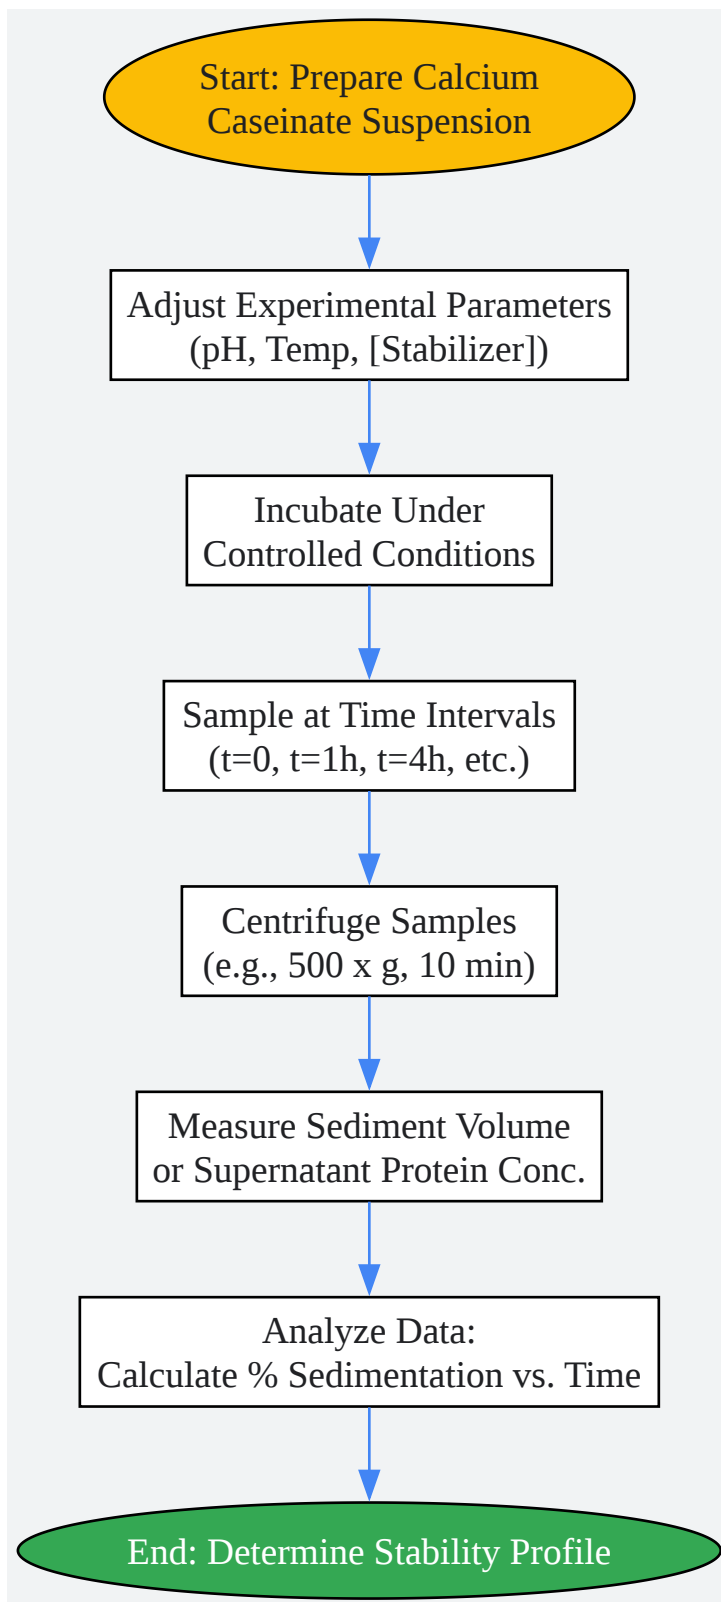 Start: Prepare Calcium
Caseinate Suspension
Adjust Experimental Parameters
(pH, Temp, [Stabilizer])
Incubate Under
Controlled Conditions
Sample at Time Intervals
(t=0, t=1h, t=4h, etc.)
Centrifuge Samples
(e.g., 500 x g, 10 min)
Measure Sediment Volume
or Supernatant Protein Conc.
Analyze Data:
Calculate % Sedimentation vs. Time
End: Determine Stability Profile